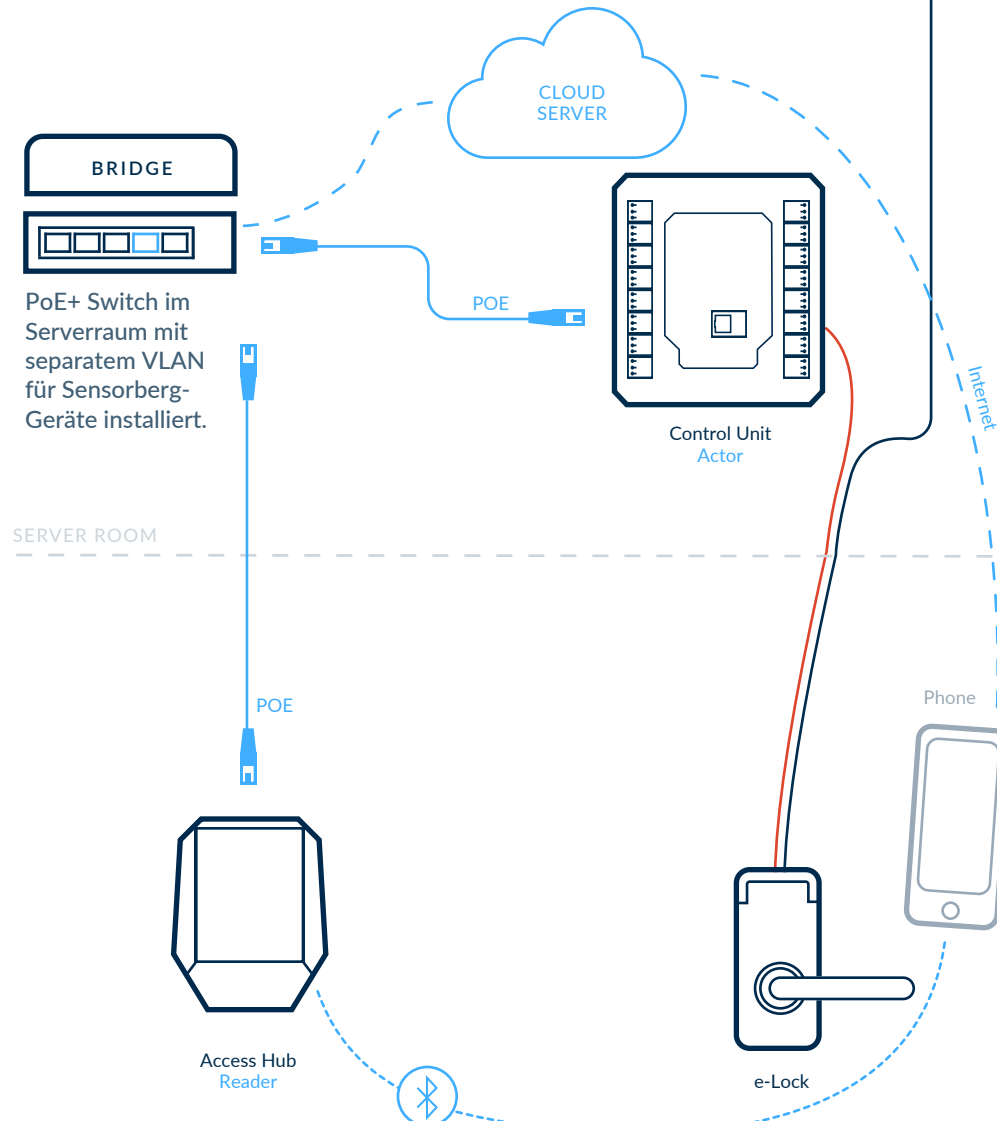 CLOUD
SERVER
BRIDGE
PoE+ Switch im
Serverraum mit
separatem VLAN
für Sensorberg-
Geräte installiert.
POE
Control Unit
Actor
Internet
SERVER ROOM
POE
Phone
Access Hub
Reader
e-Lock